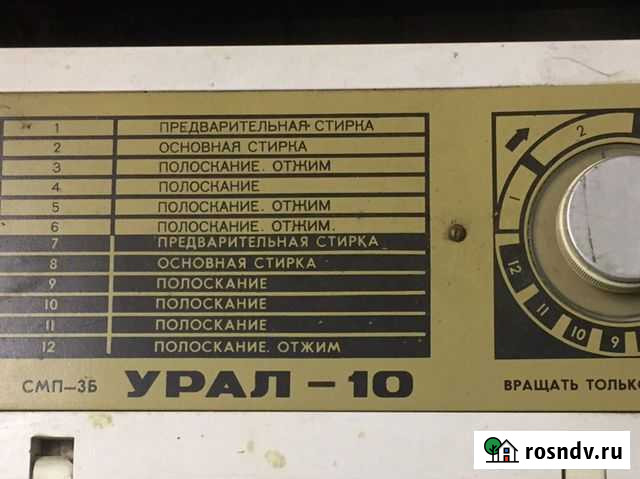 1 ПРЕДВАРИТЕЛЬНАЯ СТИРКА
2 ОСНОВНАЯ СТИРКА
3 ПОЛОСКАНИЕ. ОТЖИМ
4 ПОЛОСКАНИЕ
5 ПОЛОСКАНИЕ. ОТЖИМ
6 ПОЛОСКАНИЕ. ОТЖИМ.
7 ПРЕДВАРИТЕЛЬНАЯ СТИРКА
8 ОСНОВНАЯ СТИРКА
9 ПОЛОСКАНИЕ
10 ПОЛОСКАНИЕ
11 ПОЛОСКАНИЕ
12 ПОЛОСКАНИЕ. ОТЖИМ
СМП-3Б УРАЛ-10
2
1
12
11
10
9
ВРАЩАТЬ ТОЛЬКО
rosndv.ru